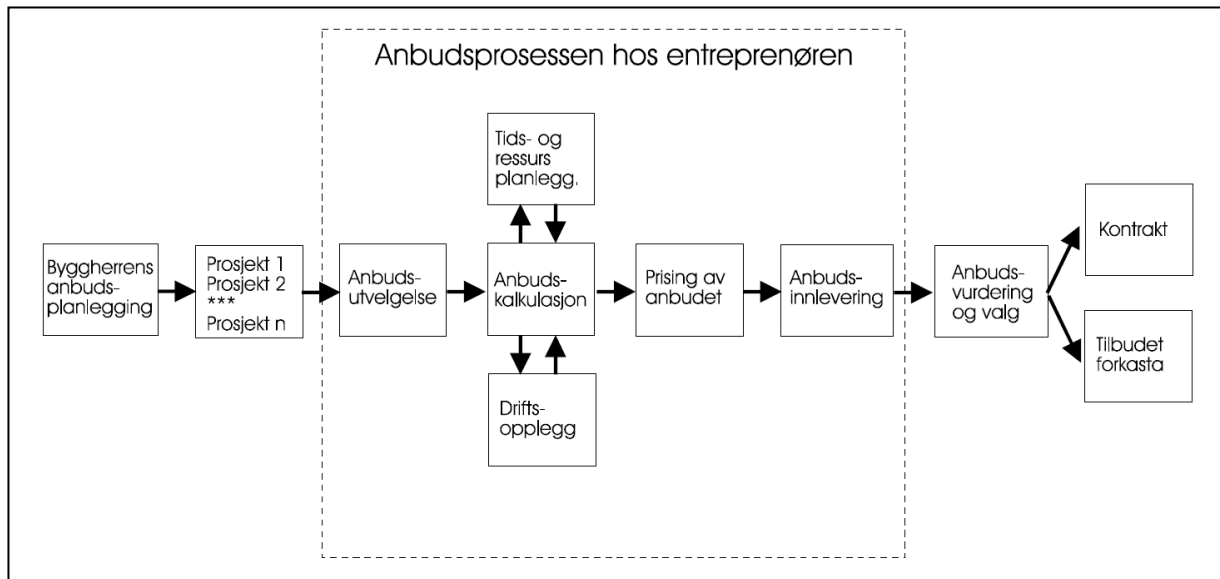 Anbudsprosessen hos entreprenøren
Byggherrens
anbuds-
planlegging
Prosjekt 1
Prosjekt 2
***
Prosjekt n
Anbuds-
utvelgelse
Tids- og
ressurs
planlegg.
Anbuds-
kalkulasjon
Drifts-
opplegg
Prising av
anbudet
Anbuds-
innlevering
Anbuds-
vurdering
og valg
Kontrakt
Tilbudet
forkasta